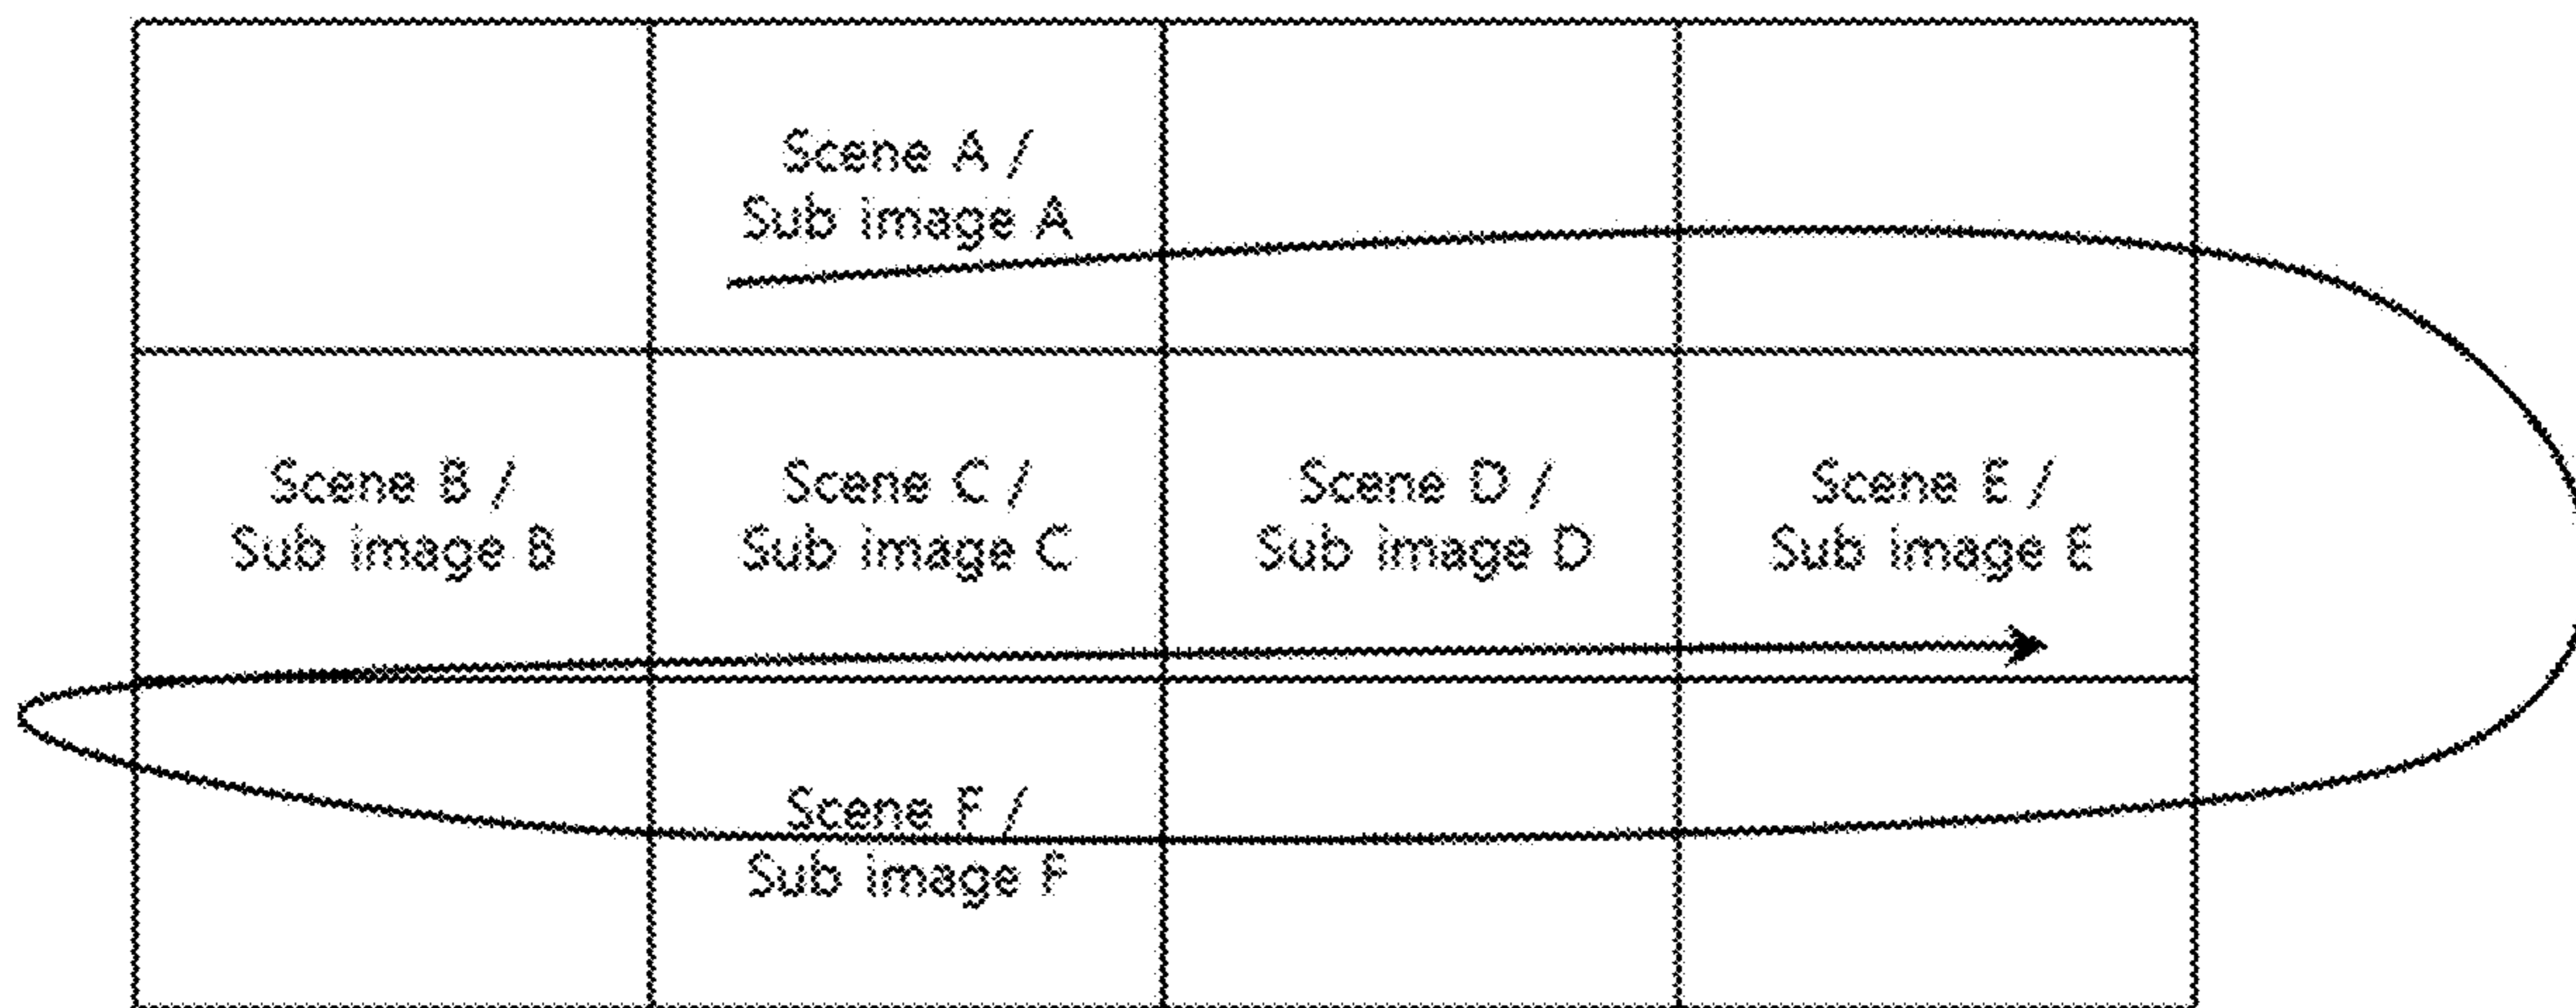 Scene A /
Sub image A
Scene B /
Sub image B
Scene C /
Sub image C
Scene D /
Sub image D
Scene E /
Sub image E
Scene F /
Sub image F